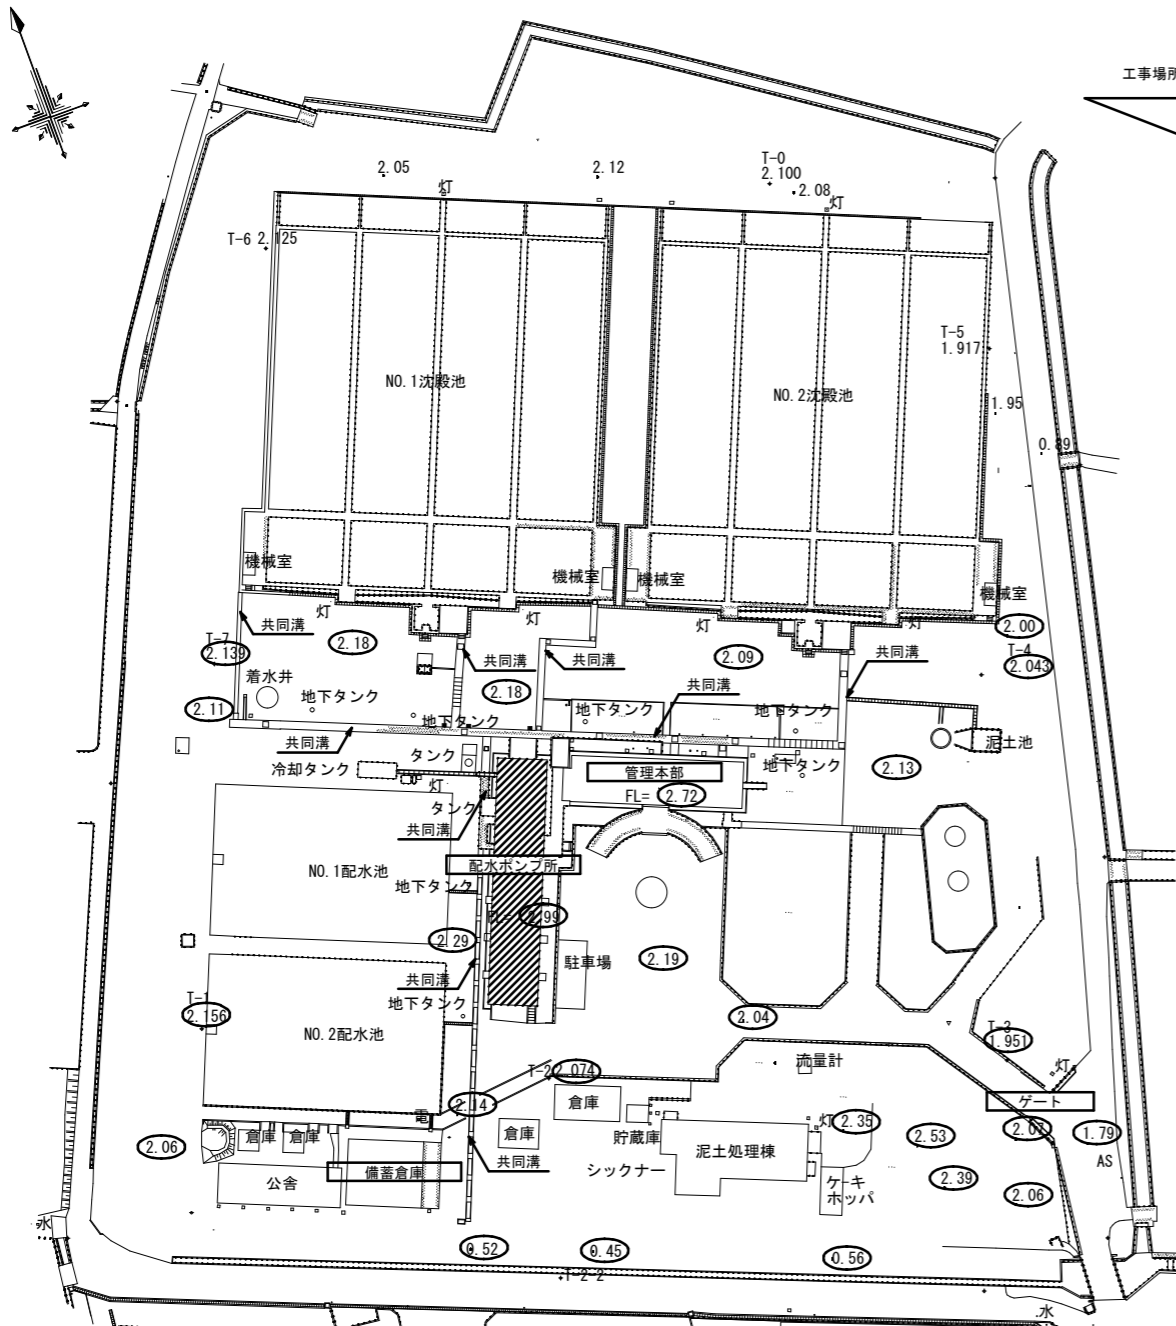 工事場所
T-0
2.05
2.12
2.100
2.08
灯
灯
T-6 2.125
T-5
1.917
NO.1沈殿池
NO.2沈殿池
1.95
0.89
機械室
機械室
機械室
機械室
灯
灯
灯
灯
2.00
共同溝
T-7
2.139
2.18
2.09
共同溝
T-4
2.043
共同溝
共同溝
着水井
2.18
共同溝
地下タンク
2.11
地下タンク
地下タンク
地下タンク
共同溝
タンク
泥土池
冷却タンク
管理本部
地下タンク
2.13
灯
FL= 2.72
タンク
共同溝
配水ポンプ所
NO.1配水池
地下タンク
2.99
2.29
駐車場
2.19
共同溝
地下タンク
T-1
2.156
2.04
NO.2配水池
T-3
1.951
流量計
灯
T-2 2.074
電
2.14
倉庫
ゲート
2.35
灯
2.07
1.79
倉庫
倉庫
倉庫
貯蔵庫
2.53
2.06
泥土処理棟
AS
共同溝
シックナー
備蓄倉庫
2.39
公舎
ケーキ
ホッパ
2.06
水
0.52
0.45
0.56
T-2-2
水